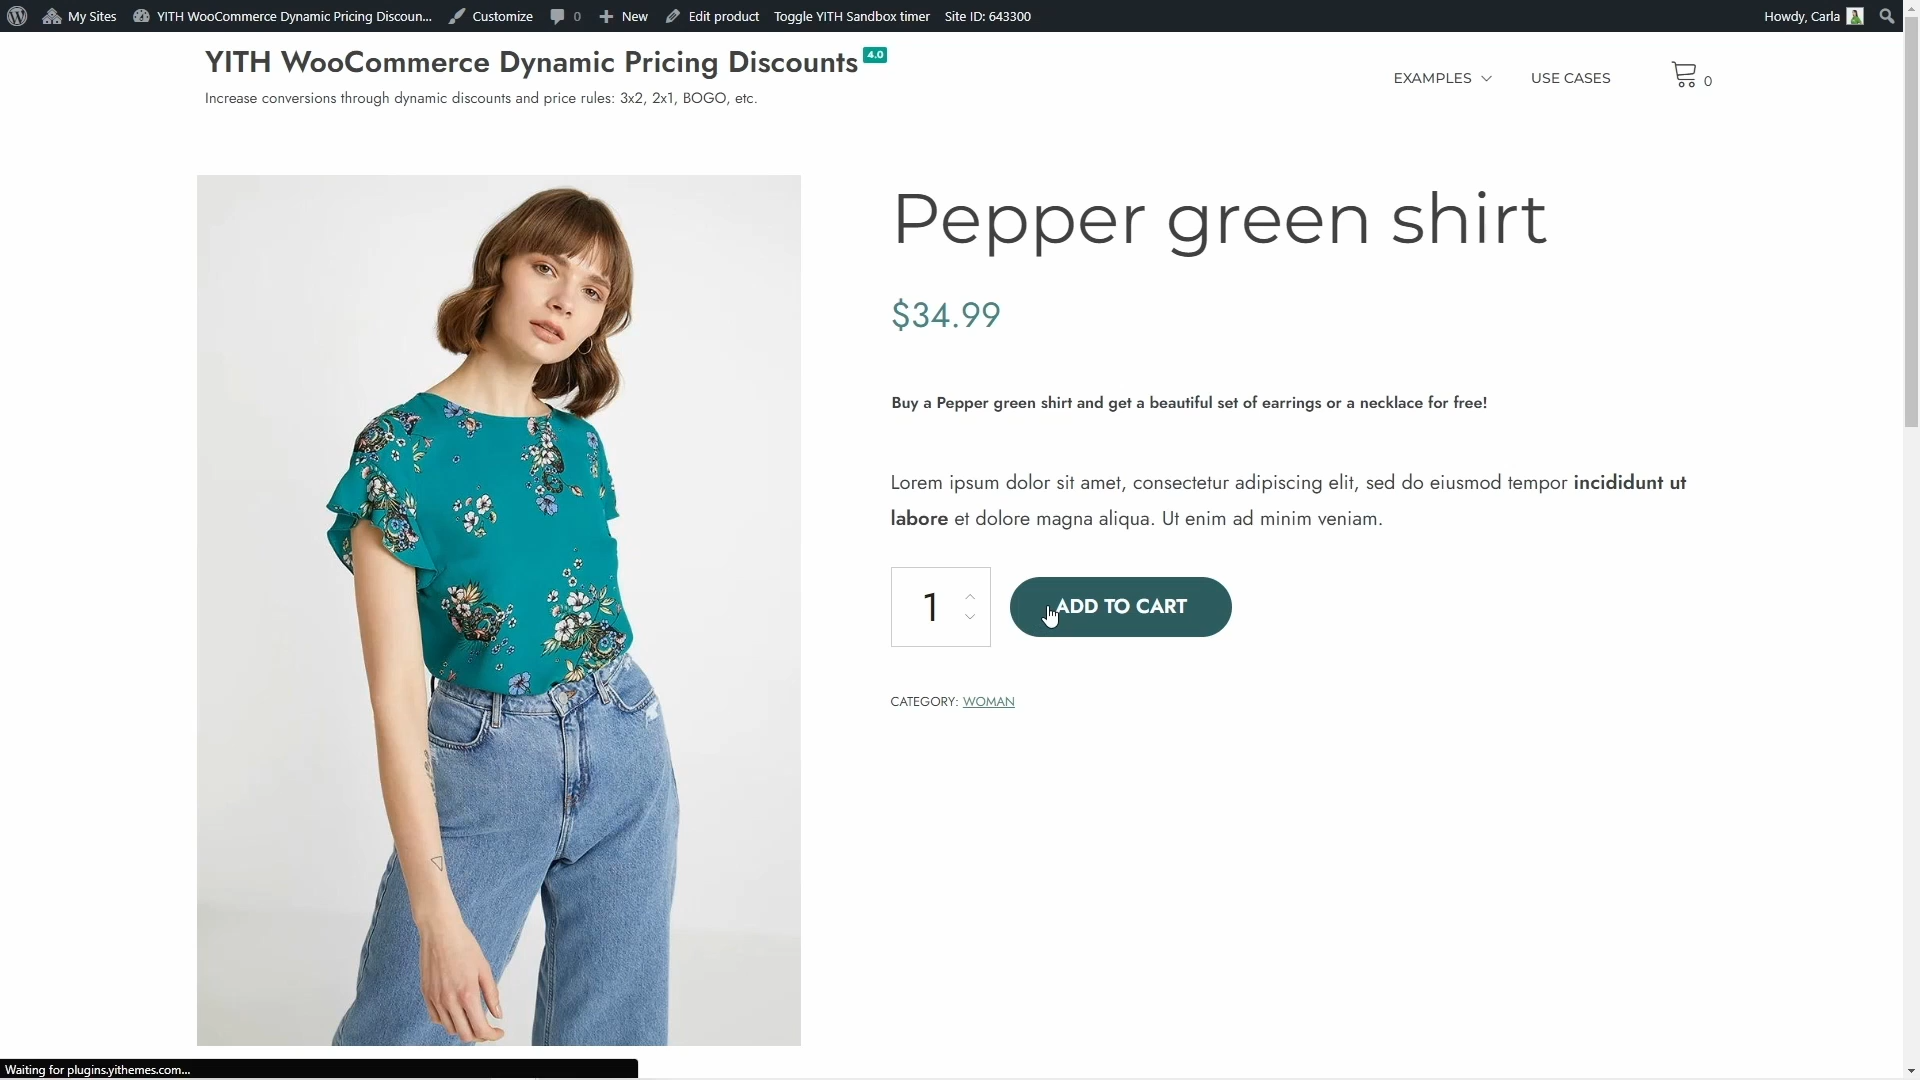 My Sites YITH WooCommerce Dynamic Pricing Discoun... Customize 0 New Edit product Toggle YITH Sandbox timer Site ID: 643300 Howdy, Carla
YITH WooCommerce Dynamic Pricing Discounts 4.0
Increase conversions through dynamic discounts and price rules: 3x2, 2x1, BOGO, etc.
EXAMPLES USE CASES 0
Pepper green shirt
$34.99
Buy a Pepper green shirt and get a beautiful set of earrings or a necklace for free!
Lorem ipsum dolor sit amet, consectetur adipiscing elit, sed do eiusmod tempor incididunt ut
labore et dolore magna aliqua. Ut enim ad minim veniam.
1 ADD TO CART
CATEGORY: WOMAN
Waiting for plugins.yithemes.com...